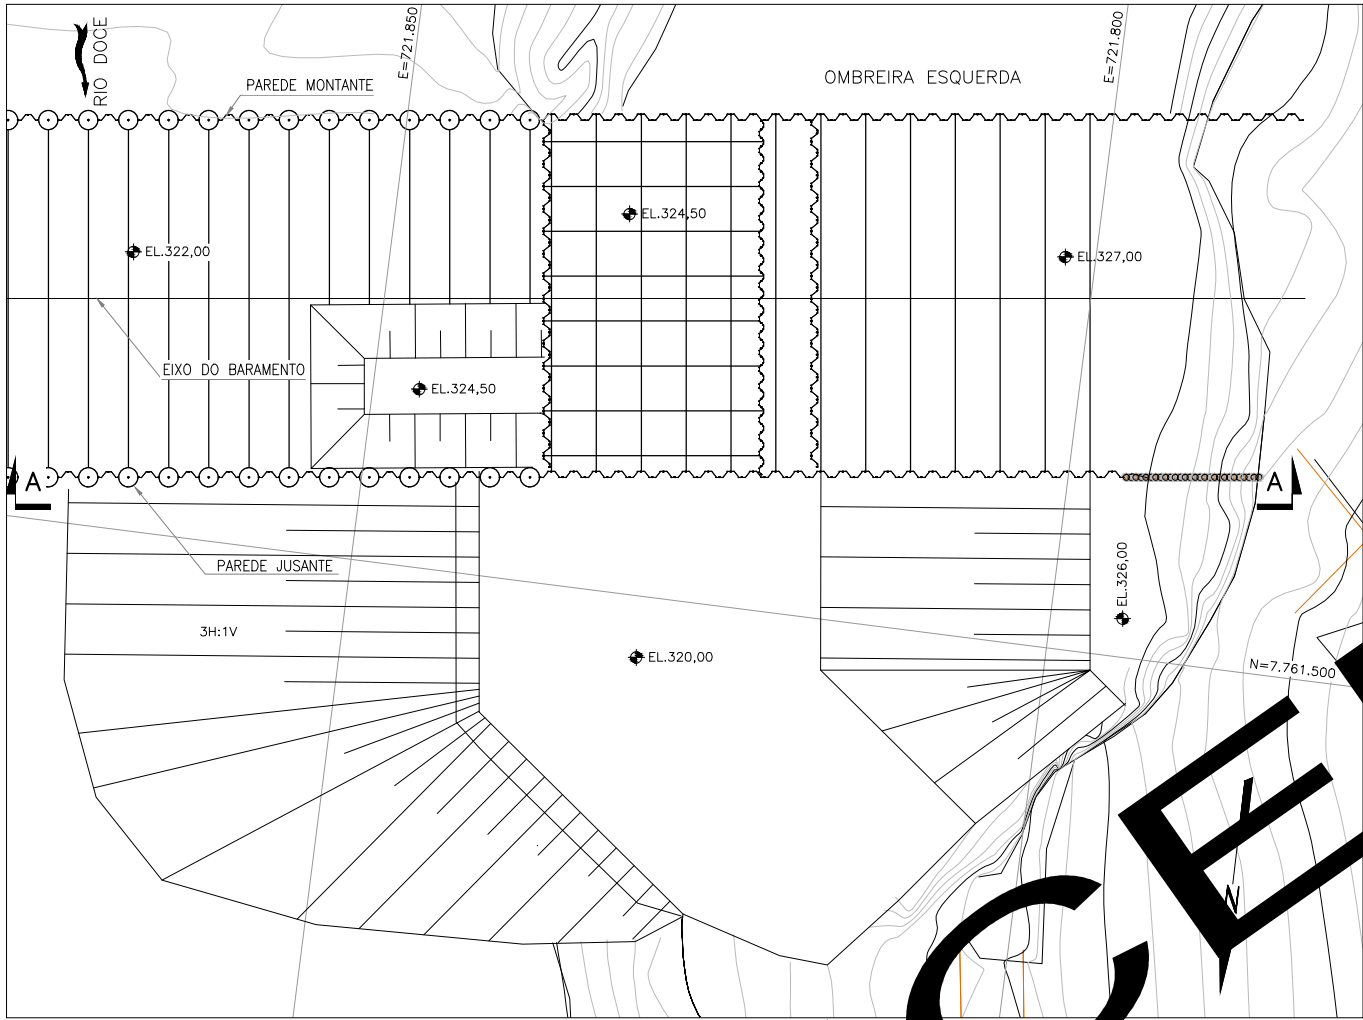 RIO DOCE
E=721.850
E=721.800
PAREDE MONTANTE
OMBREIRA ESQUERDA
EL.324,50
EL.322,00
EL.327,00
EIXO DO BARAMENTO
EL.324,50
A
A
PAREDE JUSANTE
EL.326,00
3H:1V
EL.320,00
N=7.761.500
N